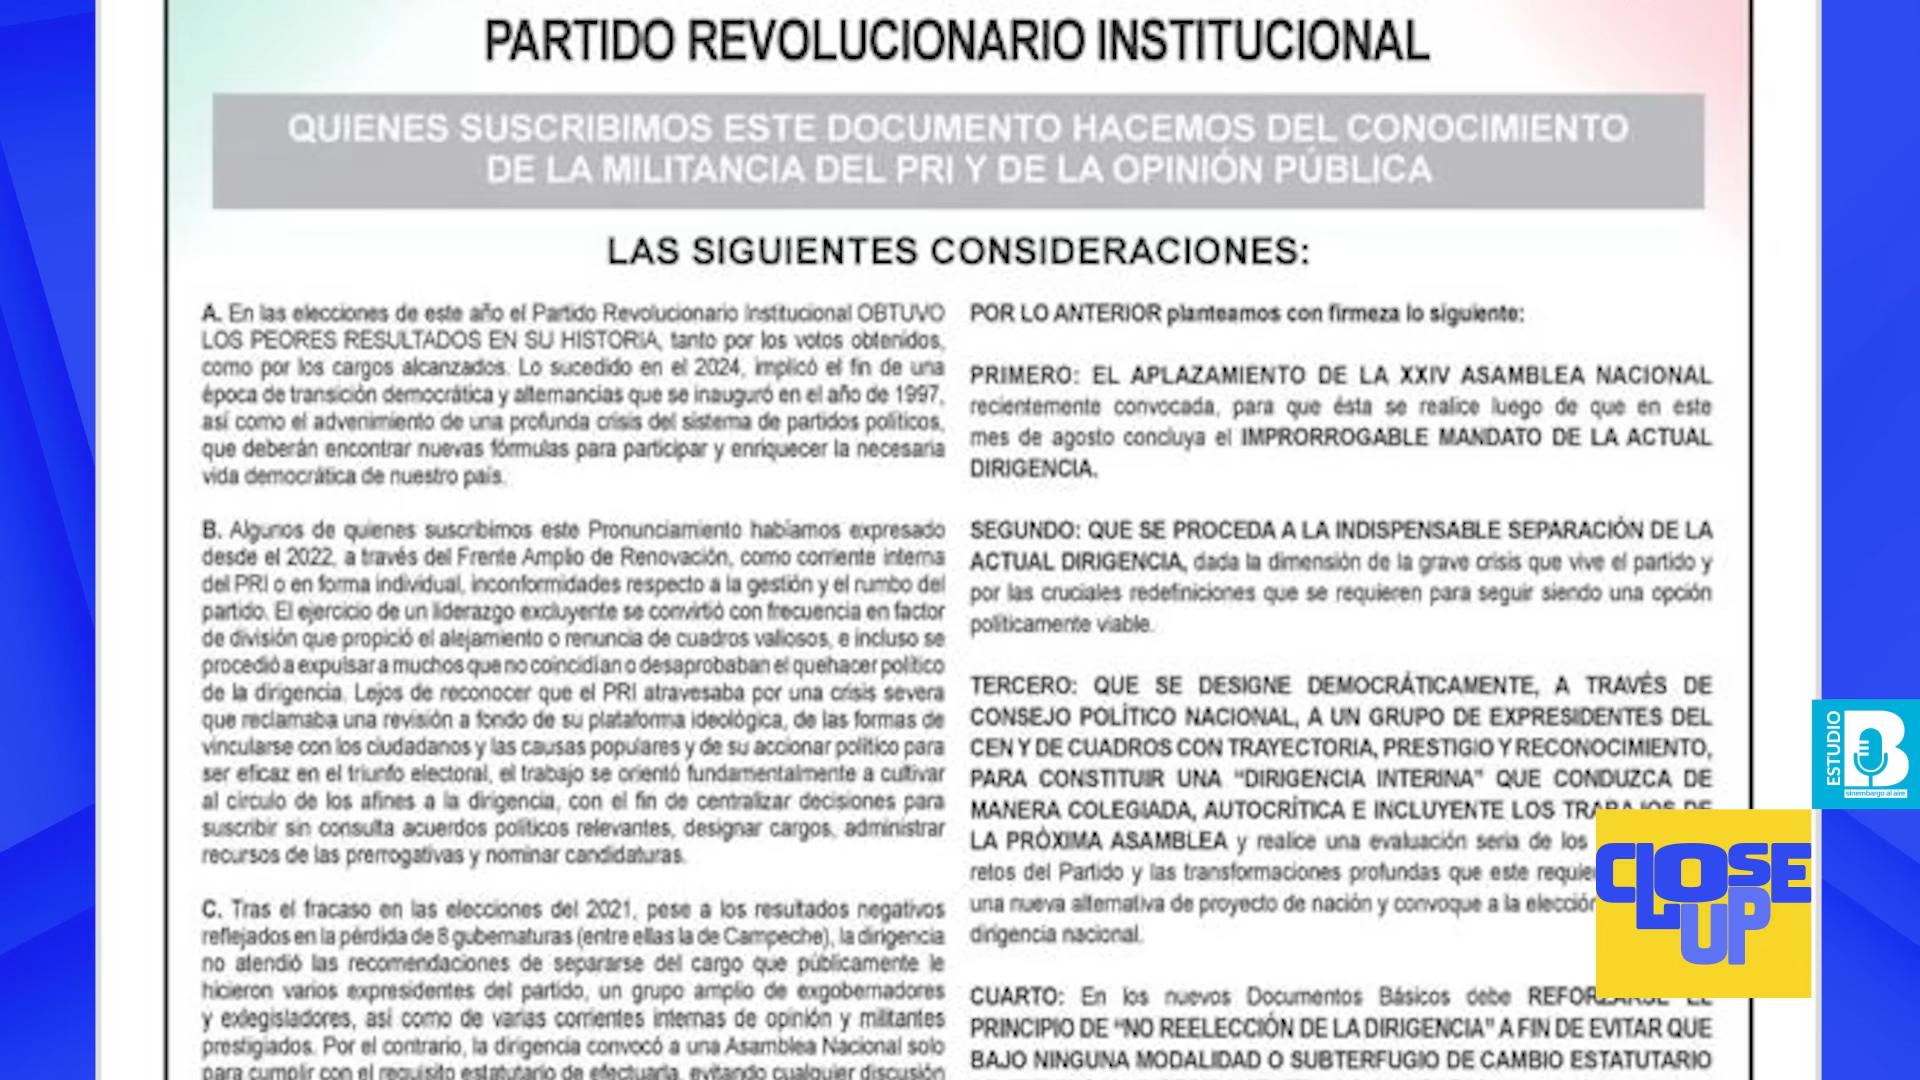 PARTIDO REVOLUCIONARIO INSTITUCIONAL
QUIENES SUSCRIBIMOS ESTE DOCUMENTO HACEMOS DEL CONOCIMIENTO
DE LA MILITANCIA DEL PRI Y DE LA OPINIÓN PÚBLICA
LAS SIGUIENTES CONSIDERACIONES:
A. En las elecciones de este año el Partido Revolucionario Institucional OBTUVO
LOS PEORES RESULTADOS EN SU HISTORIA, tanto por los votos obtenidos,
como por los cargos alcanzados. Lo sucedido en el 2024, implicó el fin de una
época de transición democrática y alternancias que se inauguró en el año de 1997,
así como el advenimiento de una profunda crisis del sistema de partidos políticos,
que deberán encontrar nuevas fórmulas para participar y enriquecer la necesaria
vida democrática de nuestro país.
B. Algunos de quienes suscribimos este Pronunciamiento habíamos expresado
desde el 2022, a través del Frente Amplio de Renovación, como corriente interna
del PRI o en forma individual, inconformidades respecto a la gestión y el rumbo del
partido. El ejercicio de un liderazgo excluyente se convirtió con frecuencia en factor
de división que propició el alejamiento o renuncia de cuadros valiosos, e incluso se
procedió a expulsar a muchos que no coincidían o desaprobaban el quehacer político
de la dirigencia. Lejos de reconocer que el PRI atravesaba por una crisis severa
que reclamaba una revisión a fondo de su plataforma ideológica, de las formas de
vincularse con los ciudadanos y las causas populares y de su accionar político para
ser eficaz en el triunfo electoral, el trabajo se orientó fundamentalmente a cultivar
al círculo de los afines a la dirigencia, con el fin de centralizar decisiones para
suscribir sin consulta acuerdos políticos relevantes, designar cargos, administrar
recursos de las prerrogativas y nominar candidaturas.
C. Tras el fracaso en las elecciones del 2021, pese a los resultados negativos
reflejados en la pérdida de 8 gubernaturas (entre ellas la de Campeche), la dirigencia
no atendió las recomendaciones de separarse del cargo que públicamente le
hicieron varios expresidentes del partido, un grupo amplio de exgobernadores
y exlegisladores, así como de varias corrientes internas de opinión y militantes
prestigiados. Por el contrario, la dirigencia convocó a una Asamblea Nacional solo
para cumplir con el requisito estatutario de efectuarla, evitando cualquier discusión
POR LO ANTERIOR planteamos con firmeza lo siguiente:
PRIMERO: EL APLAZAMIENTO DE LA XXIV ASAMBLEA NACIONAL
recientemente convocada, para que ésta se realice luego de que en este
mes de agosto concluya el IMPRORROGABLE MANDATO DE LA ACTUAL
DIRIGENCIA.
SEGUNDO: QUE SE PROCEDA A LA INDISPENSABLE SEPARACIÓN DE LA
ACTUAL DIRIGENCIA, dada la dimensión de la grave crisis que vive el partido y
por las cruciales redefiniciones que se requieren para seguir siendo una opción
políticamente viable.
TERCERO: QUE SE DESIGNE DEMOCRÁTICAMENTE, A TRAVÉS DE
CONSEJO POLÍTICO NACIONAL, A UN GRUPO DE EXPRESIDENTES DEL
CEN Y DE CUADROS CON TRAYECTORIA, PRESTIGIO Y RECONOCIMIENTO,
PARA CONSTITUIR UNA “DIRIGENCIA INTERINA” QUE CONDUZCA DE
MANERA COLEGIADA, AUTOCRÍTICA E INCLUYENTE LOS TRABAJOS DE
LA PRÓXIMA ASAMBLEA y realice una evaluación seria de los
retos del Partido y las transformaciones profundas que este requie
una nueva alternativa de proyecto de nación y convoque a la elección
dirigencia nacional.
CUARTO: En los nuevos Documentos Básicos debe REFORZARSE EL
PRINCIPIO DE “NO REELECCIÓN DE LA DIRIGENCIA” A FIN DE EVITAR QUE
BAJO NINGUNA MODALIDAD O SUBTERFUGIO DE CAMBIO ESTATUTARIO
ESTUDIO B
sinembargo al aire
CLOSE
UP